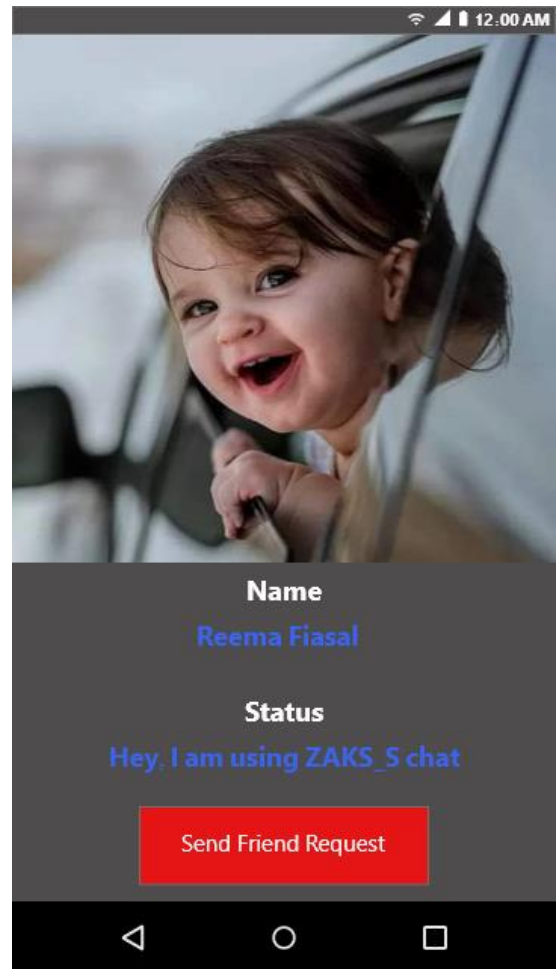 12:00 AM
Name
Reema Fiasal
Status
Hey, I am using ZAKS_S chat
Send Friend Request